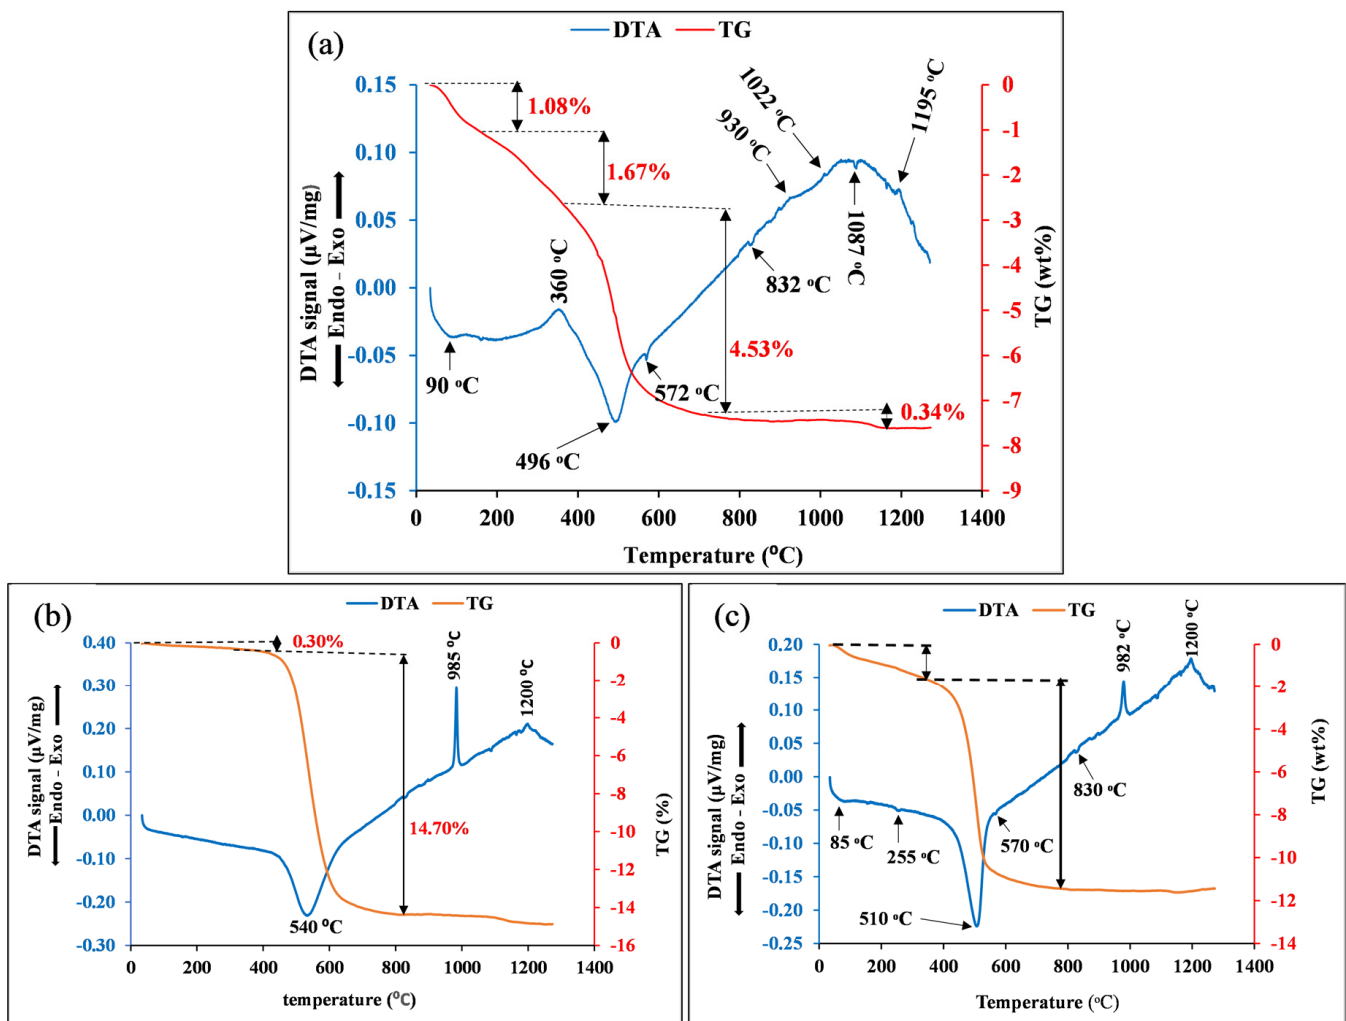 (a)
DTA TG
0.15
0.10
0.05
0.00
-0.05
-0.10
-0.15
DTA signal (µV/mg)
Endo - Exo
0
-1
-2
-3
-4
-5
-6
-7
-8
-9
TG (wt%)
1.08%
1.67%
4.53%
0.34%
90 °C
360 °C
496 °C
572 °C
832 °C
930 °C
1022 °C
1087 °C
1195 °C
0 200 400 600 800 1000 1200 1400
Temperature (⁰C)
(b)
DTA TG
0.40
0.30
0.20
0.10
0.00
-0.10
-0.20
-0.30
DTA signal (µV/mg)
Endo - Exo
0
-2
-4
-6
-8
-10
-12
-14
-16
TG (%)
0.30%
14.70%
985 ⁰C
1200 ⁰C
540 ⁰C
0 200 400 600 800 1000 1200 1400
temperature (⁰C)
(c)
DTA TG
0.20
0.15
0.10
0.05
0.00
-0.05
-0.10
-0.15
-0.20
-0.25
DTA signal (µV/mg)
Endo - Exo
0
-2
-4
-6
-8
-10
-12
-14
TG (wt%)
982 °C
1200 °C
85 °C
255 °C
570 °C
830 °C
510 °C
0 200 400 600 800 1000 1200 1400
Temperature (°C)